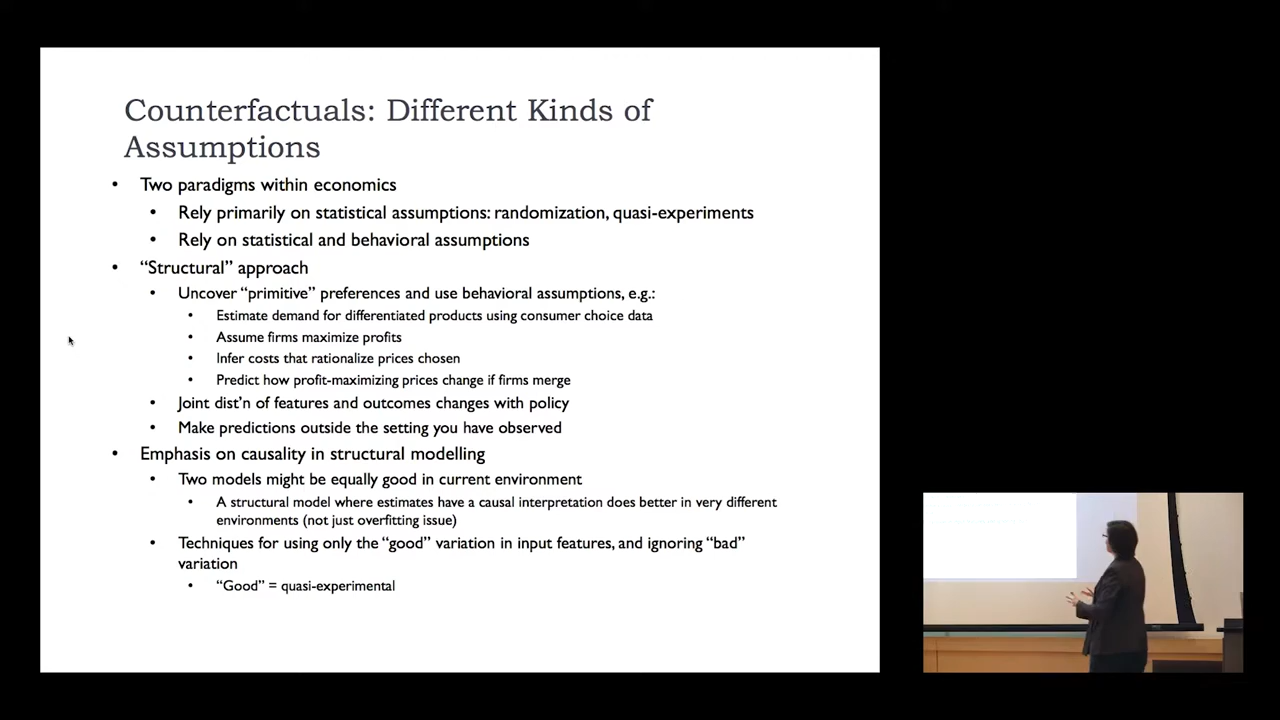 Counterfactuals: Different Kinds of
Assumptions
• Two paradigms within economics
• Rely primarily on statistical assumptions: randomization, quasi-experiments
• Rely on statistical and behavioral assumptions
• “Structural” approach
• Uncover “primitive” preferences and use behavioral assumptions, e.g.:
• Estimate demand for differentiated products using consumer choice data
• Assume firms maximize profits
• Infer costs that rationalize prices chosen
• Predict how profit-maximizing prices change if firms merge
• Joint dist’n of features and outcomes changes with policy
• Make predictions outside the setting you have observed
• Emphasis on causality in structural modelling
• Two models might be equally good in current environment
• A structural model where estimates have a causal interpretation does better in very different
environments (not just overfitting issue)
• Techniques for using only the “good” variation in input features, and ignoring “bad”
variation
• “Good” = quasi-experimental